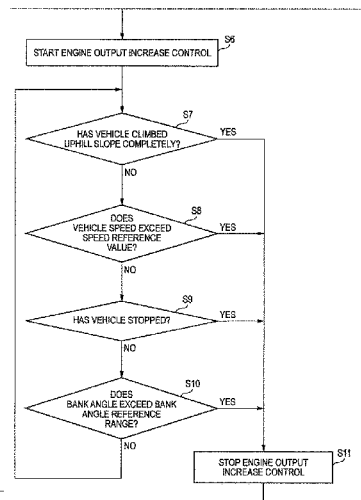 S6
START ENGINE OUTPUT INCREASE CONTROL
S7
HAS VEHICLE CLIMBED
UPHILL SLOPE COMPLETELY?
YES
NO
S8
DOES
VEHICLE SPEED EXCEED
SPEED REFERENCE
VALUE?
YES
NO
S9
HAS VEHICLE STOPPED?
YES
NO
S10
DOES
BANK ANGLE EXCEED BANK
ANGLE REFERENCE
RANGE?
YES
NO
S11
STOP ENGINE OUTPUT
INCREASE CONTROL